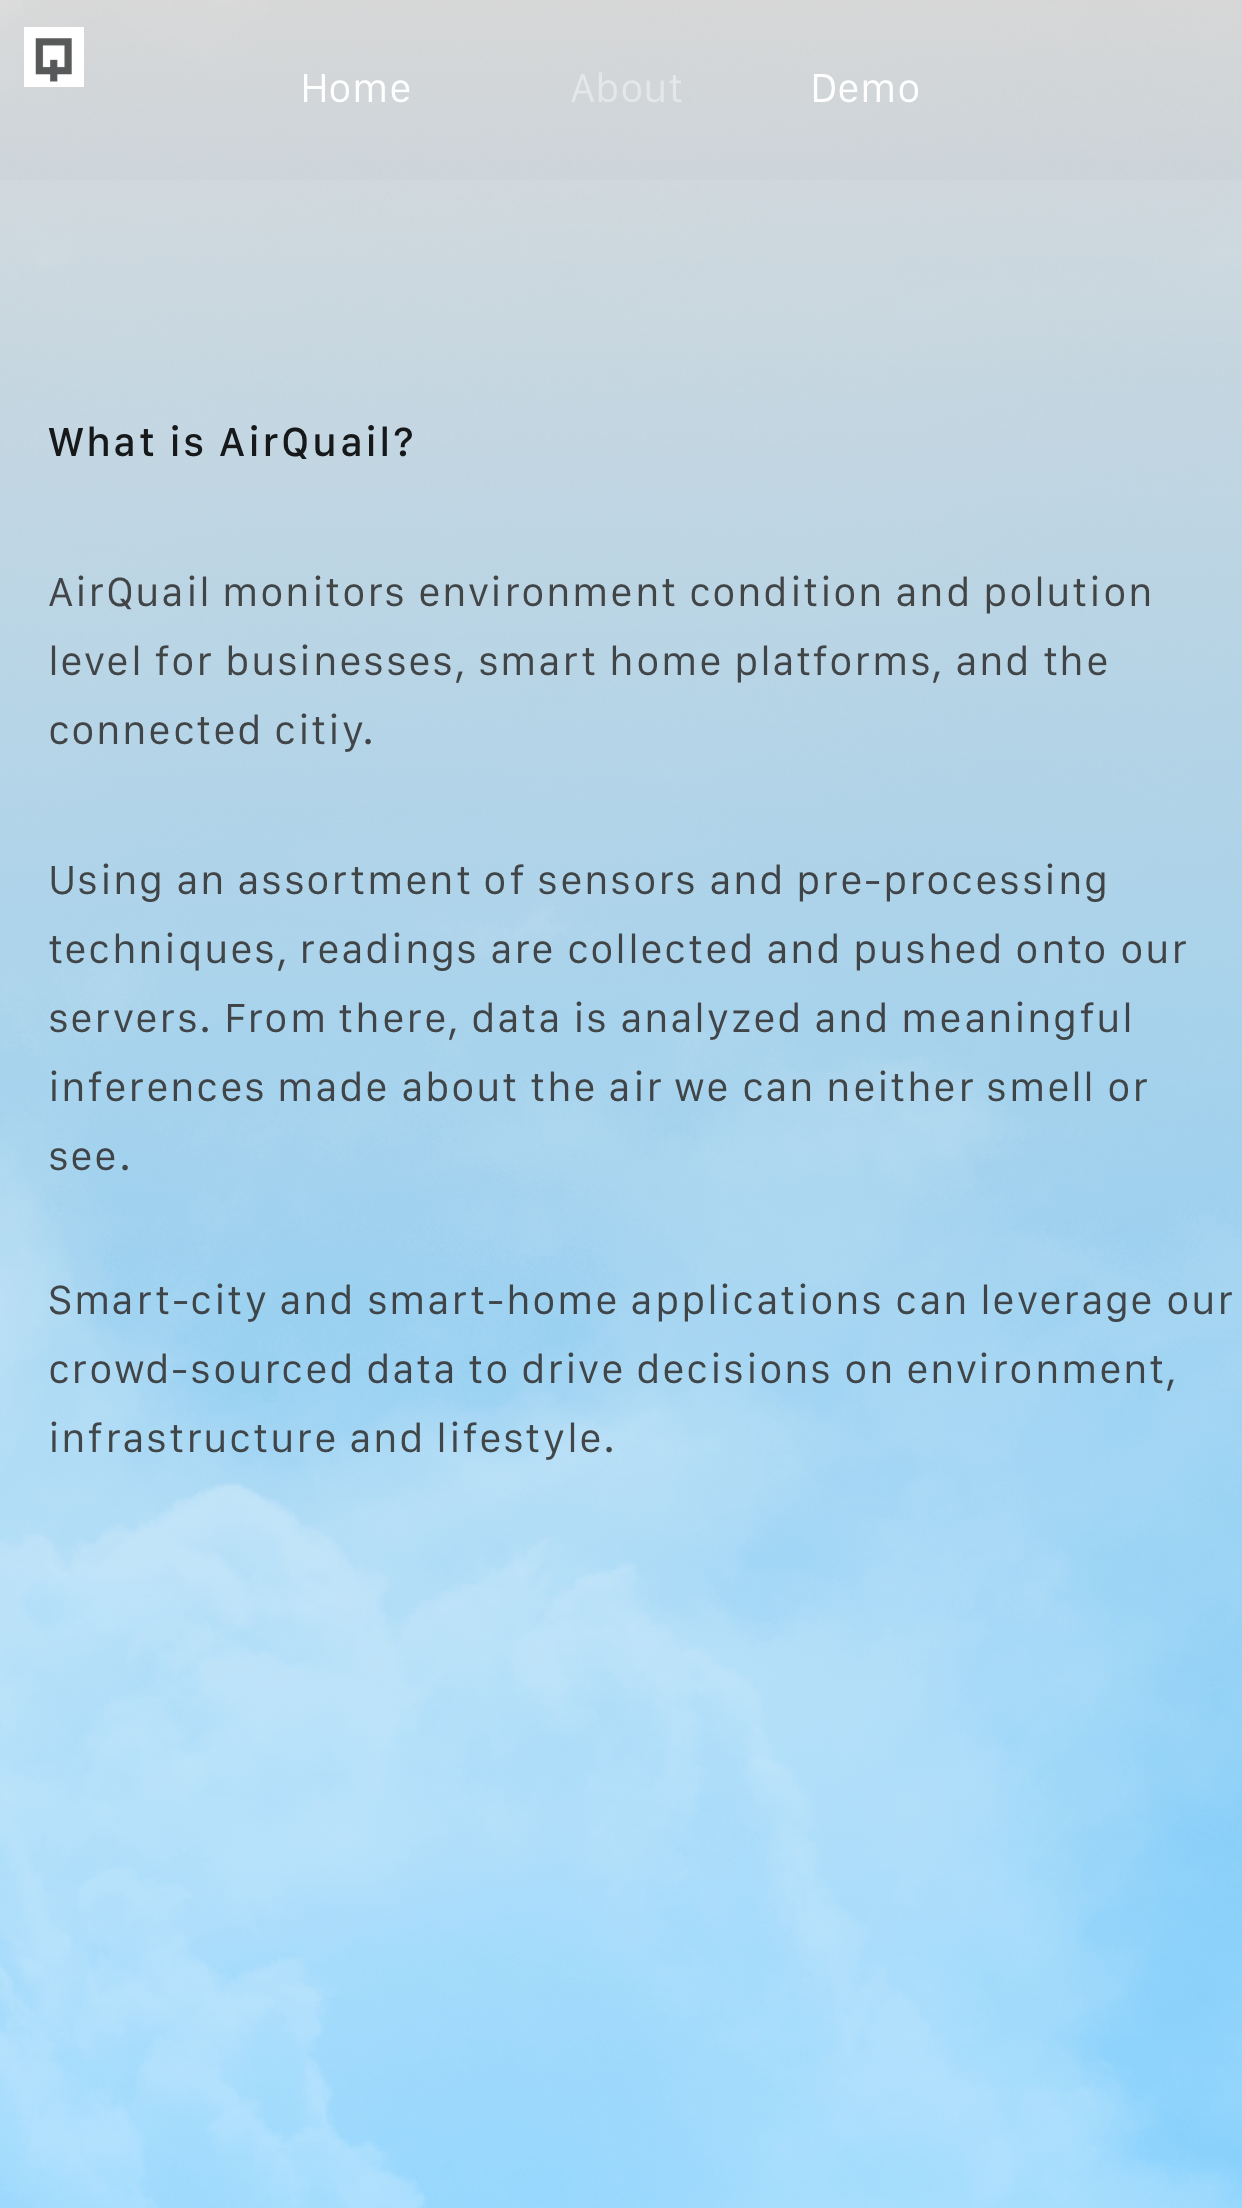 Q
Home About Demo
What is AirQuail?
AirQuail monitors environment condition and polution
level for businesses, smart home platforms, and the
connected citiy.
Using an assortment of sensors and pre-processing
techniques, readings are collected and pushed onto our
servers. From there, data is analyzed and meaningful
inferences made about the air we can neither smell or
see.
Smart-city and smart-home applications can leverage our
crowd-sourced data to drive decisions on environment,
infrastructure and lifestyle.